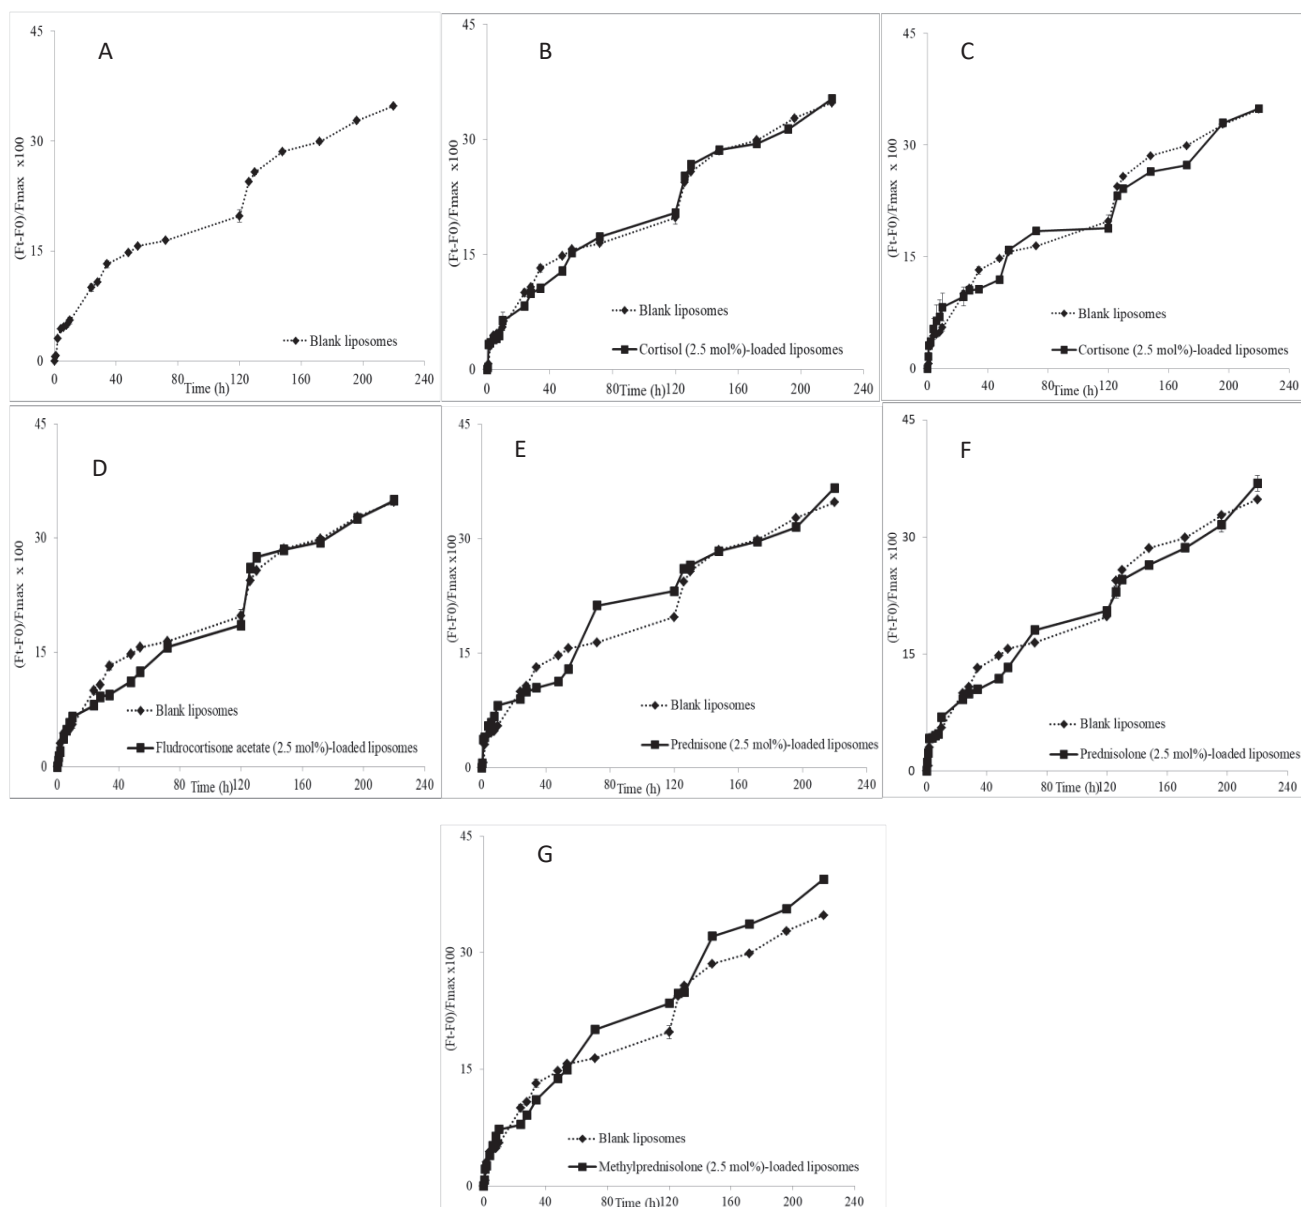 A
(Ft-F0)/Fmax x100
45
30
15
0
Blank liposomes
0 40 80 120 160 200 240
Time (h)
B
(Ft-F0)/Fmax x100
45
30
15
0
Blank liposomes
Cortisol (2.5 mol%)-loaded liposomes
0 40 80 120 160 200 240
Time (h)
C
(Ft-F0)/Fmax x100
45
30
15
0
Blank liposomes
Cortisone (2.5 mol%)-loaded liposomes
0 40 80 120 160 200 240
Time (h)
D
(Ft-F0)/Fmax x100
45
30
15
0
Blank liposomes
Fludrocortisone acetate (2.5 mol%)-loaded liposomes
0 40 80 120 160 200 240
Time (h)
E
(Ft-F0)/Fmax x100
45
30
15
0
Blank liposomes
Prednisone (2.5 mol%)-loaded liposomes
0 40 80 120 160 200 240
Time (h)
F
(Ft-F0)/Fmax x100
45
30
15
0
Blank liposomes
Prednisolone (2.5 mol%)-loaded liposomes
0 40 80 120 160 200 240
Time (h)
G
(Ft-F0)/Fmax x100
45
30
15
0
Blank liposomes
Methylprednisolone (2.5 mol%)-loaded liposomes
0 40 80 120 160 200 240
Time (h)